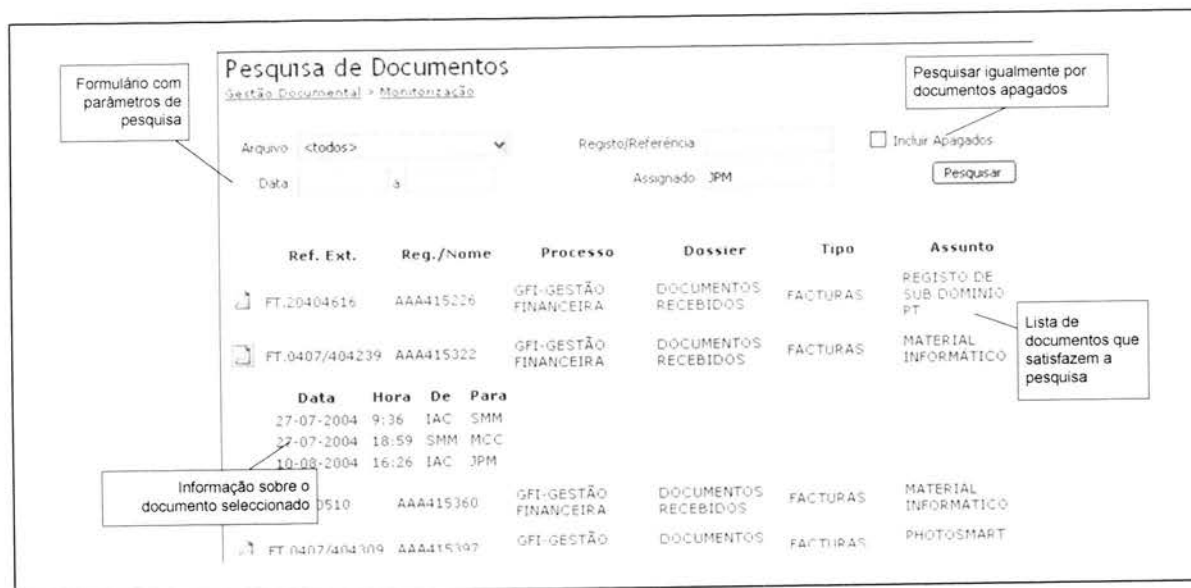 Pesquisa de Documentos
Gestão Documental > Monitorização
Formulário com
parâmetros de
pesquisa
Pesquisar igualmente por
documentos apagados
Arquivo <todos> Registo/Referência Incluir Apagados
Data a Assignado JPM Pesquisar
Ref. Ext. Reg./Nome Processo Dossier Tipo Assunto
FT.20404616 AAA415226 GFI-GESTÃO FINANCEIRA DOCUMENTOS RECEBIDOS FACTURAS REGISTO DE SUB DOMINIO PT
Lista de
documentos que
satisfazem a
pesquisa
FT.0407/404239 AAA415322 GFI-GESTÃO FINANCEIRA DOCUMENTOS RECEBIDOS FACTURAS MATERIAL INFORMÁTICO
Data Hora De Para
27-07-2004 9:36 IAC SMM
27-07-2004 18:59 SMM MCC
10-08-2004 16:26 IAC JPM
Informação sobre o
documento seleccionado
0510 AAA415360 GFI-GESTÃO FINANCEIRA DOCUMENTOS RECEBIDOS FACTURAS MATERIAL INFORMÁTICO
FT.0407/404309 AAA415397 GFI-GESTÃO DOCUMENTOS FACTURAS PHOTOSMART